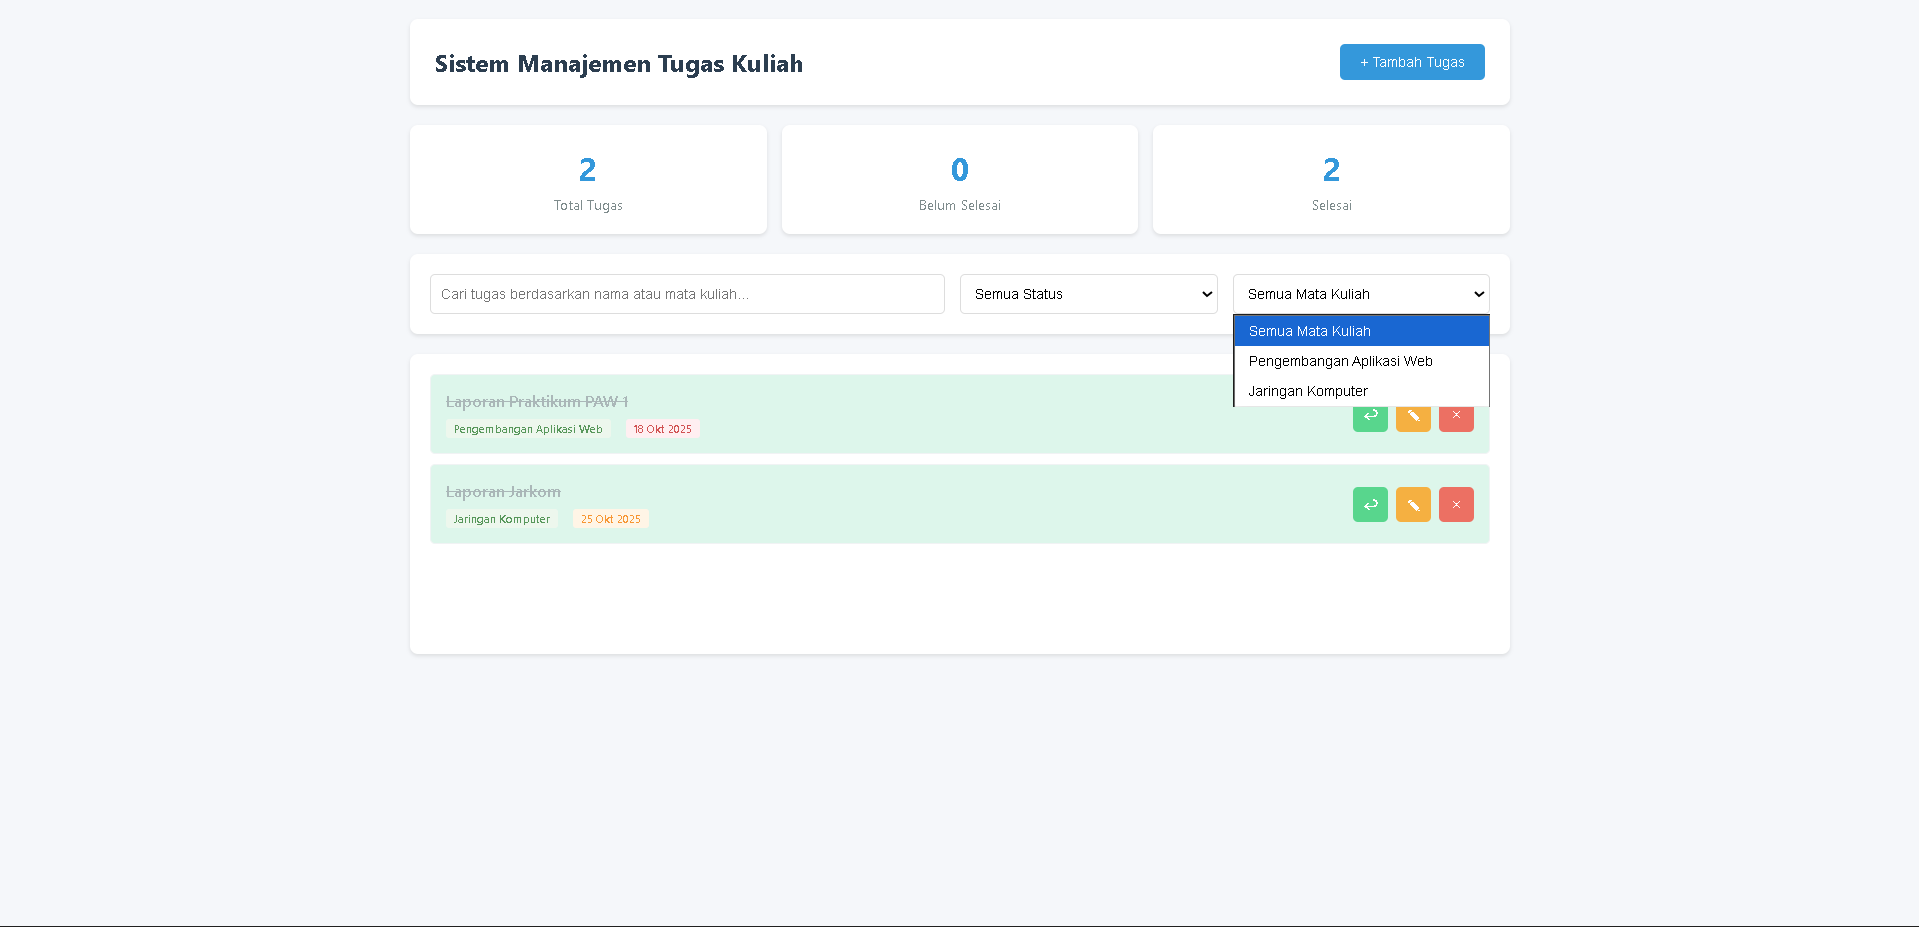 Sistem Manajemen Tugas Kuliah
+ Tambah Tugas
2
Total Tugas
0
Belum Selesai
2
Selesai
Cari tugas berdasarkan nama atau mata kuliah...
Semua Status
Semua Mata Kuliah
Semua Mata Kuliah
Pengembangan Aplikasi Web
Jaringan Komputer
Laporan Praktikum PAW 1
Pengembangan Aplikasi Web
18 Okt 2025
Laporan Jarkom
Jaringan Komputer
25 Okt 2025